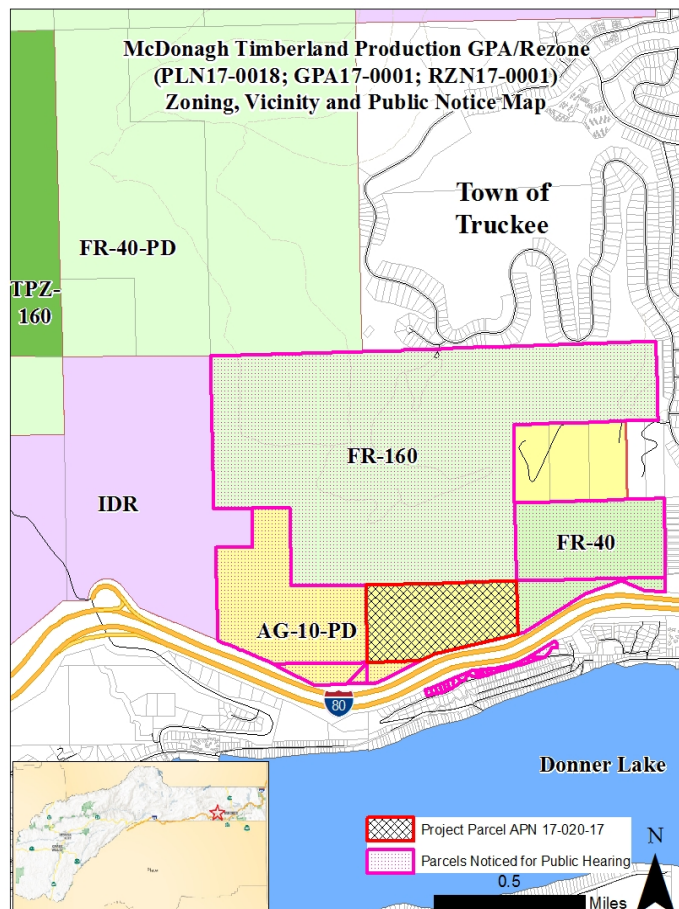 McDonagh Timberland Production GPA/Rezone
(PLN17-0018; GPA17-0001; RZN17-0001)
Zoning, Vicinity and Public Notice Map
Town of
Truckee
FR-40-PD
TPZ-
160
FR-160
IDR
FR-40
AG-10-PD
80
Donner Lake
Project Parcel APN 17-020-17
Parcels Noticed for Public Hearing
N
0.5
Miles